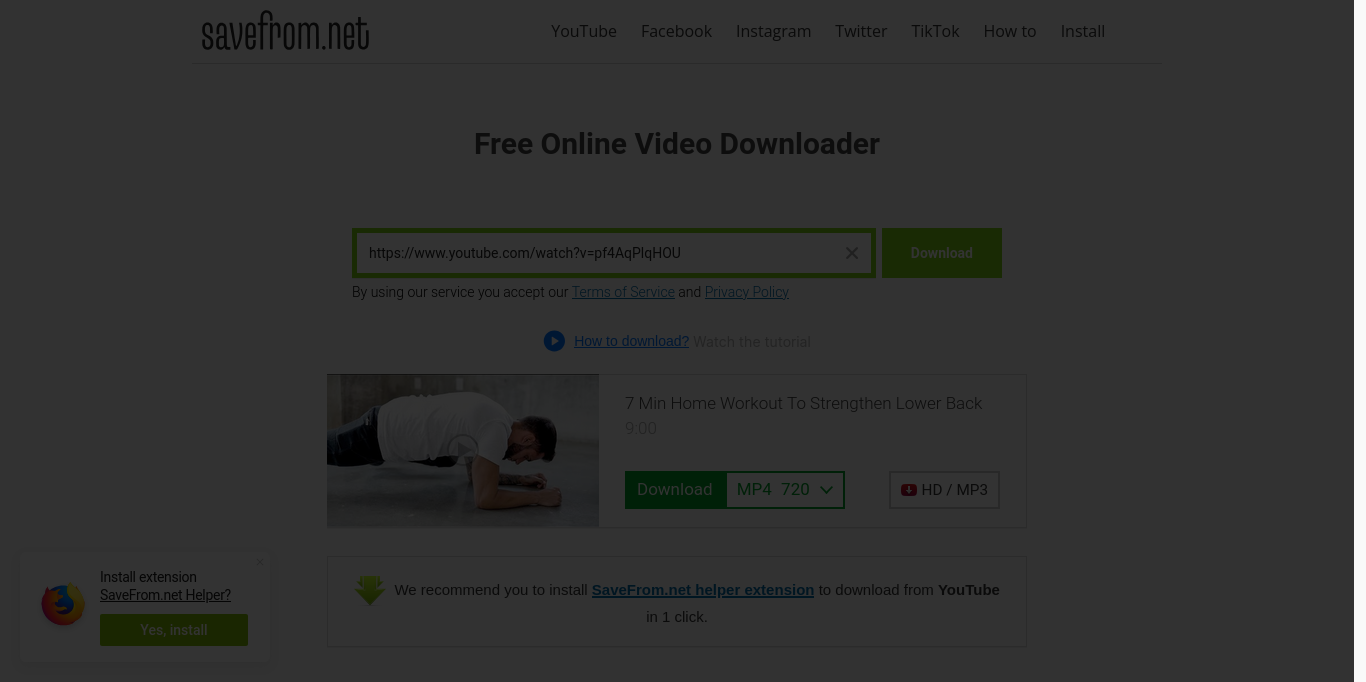 savefrom.net
YouTube Facebook Instagram Twitter TikTok How to Install
Free Online Video Downloader
https://www.youtube.com/watch?v=pf4AqPlqHOU
Download
By using our service you accept our Terms of Service and Privacy Policy
How to download? Watch the tutorial
7 Min Home Workout To Strengthen Lower Back
9:00
Download MP4 720
HD / MP3
We recommend you to install SaveFrom.net helper extension to download from YouTube
in 1 click.
Install extension
SaveFrom.net Helper?
Yes, install